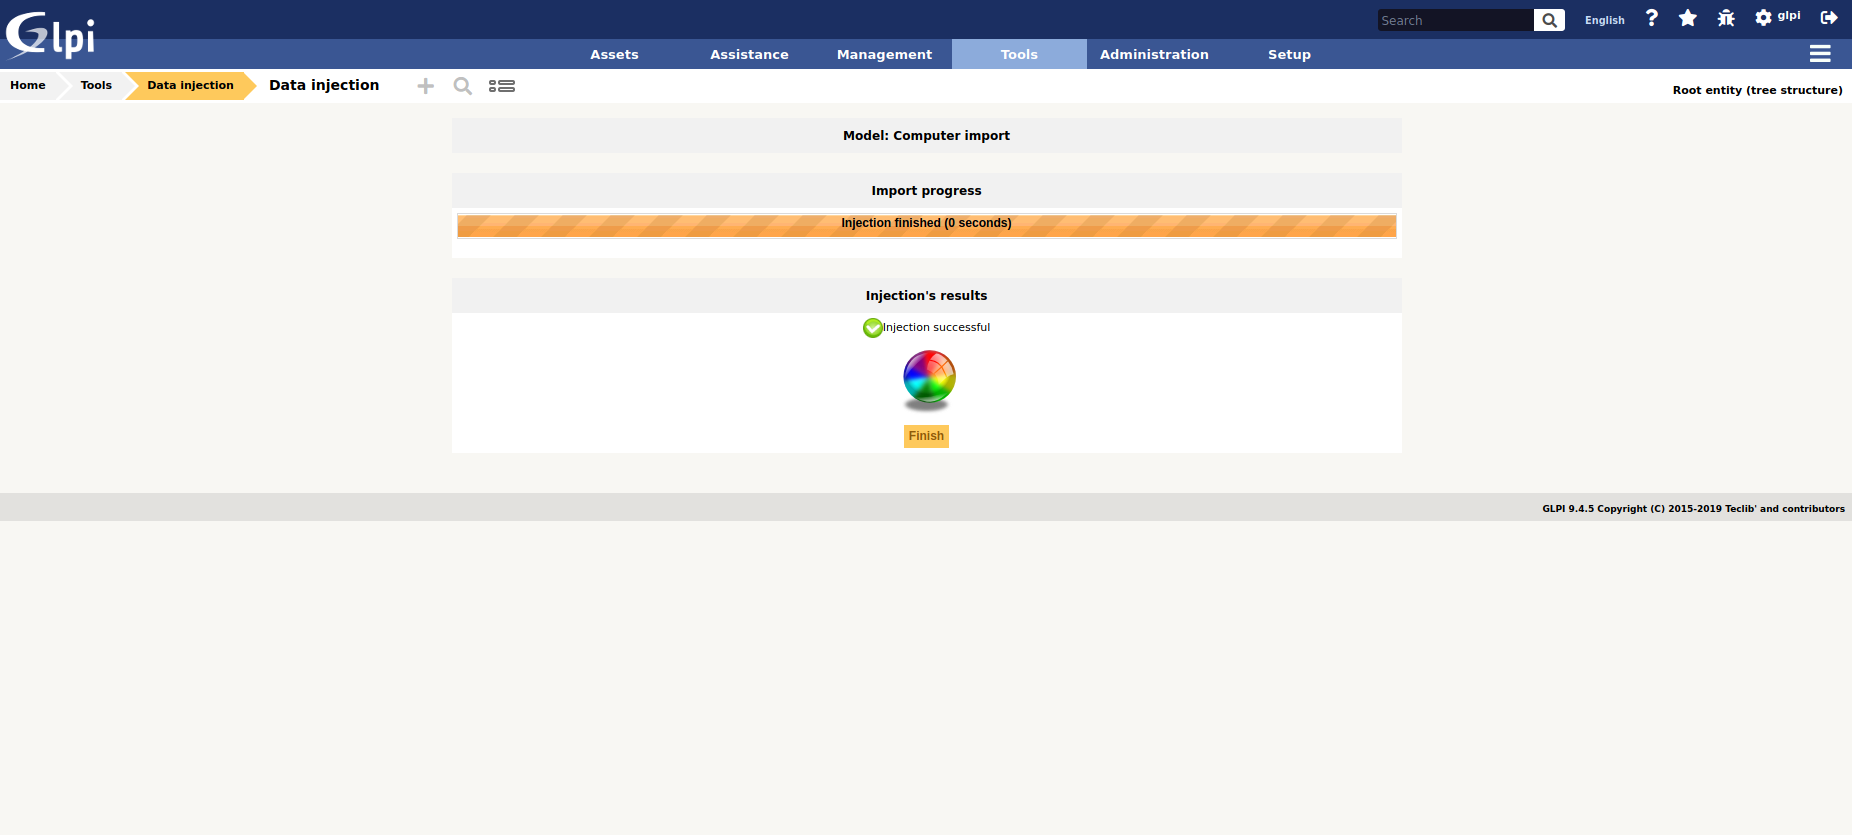 Glpi
Search
English
glpi
Assets
Assistance
Management
Tools
Administration
Setup
Home
Tools
Data injection
Data injection
Root entity (tree structure)
Model: Computer import
Import progress
Injection finished (0 seconds)
Injection's results
Injection successful
Finish
GLPI 9.4.5 Copyright (C) 2015-2019 Teclib' and contributors